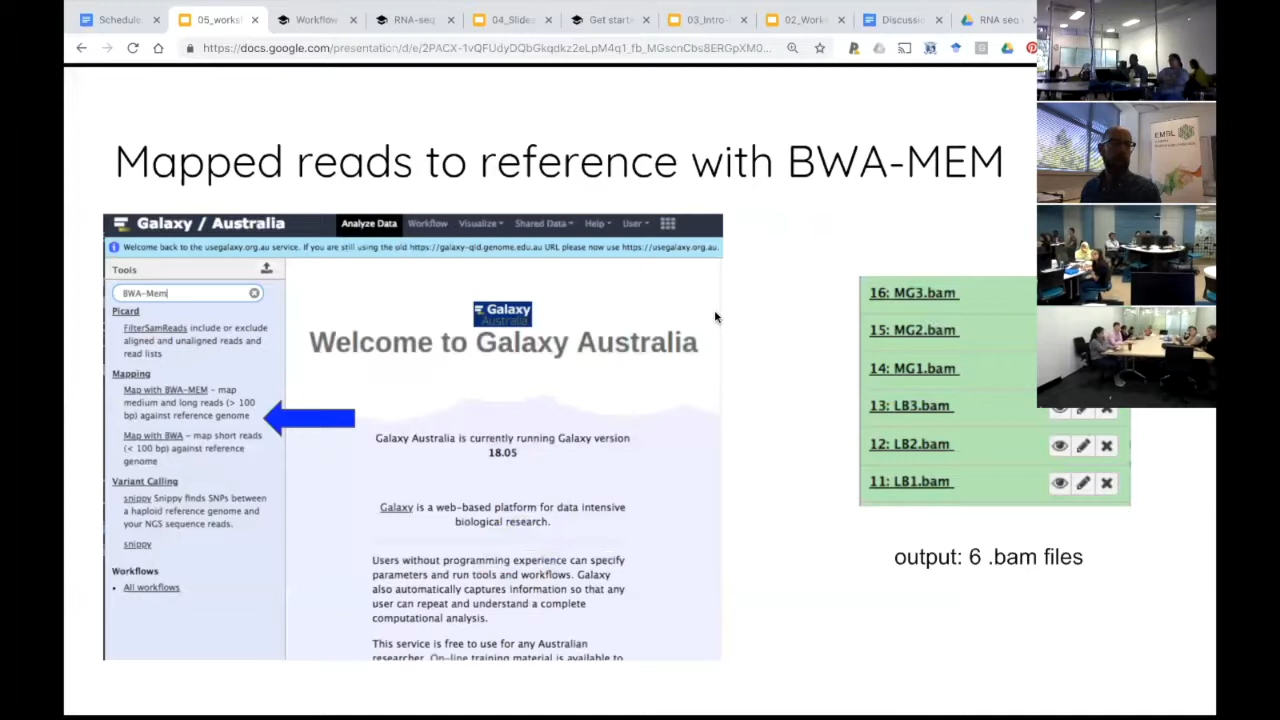 Schedule.
05_works
Workflow
RNA-seq
04_Slides
Get starte
03_Intro-
02_Work
Discussio
RNA seq
https://docs.google.com/presentation/d/e/2PACX-1vQFUdyDQbGkqdkz2eLpM4q1_fb_MGscnCbs8ERGpXM0...
Mapped reads to reference with BWA-MEM
Galaxy / Australia
Analyze Data Workflow Visualize Shared Data Help User
Welcome back to the usegalaxy.org.au service. If you are still using the old https://galaxy-qld.genome.edu.au URL please now use https://usegalaxy.org.au.
Tools
BWA-Mem
Picard
FilterSamReads include or exclude
aligned and unaligned reads and
read lists
Mapping
Map with BWA-MEM – map
medium and long reads (> 100
bp) against reference genome
Map with BWA – map short reads
(< 100 bp) against reference
genome
Variant Calling
snippy Snippy finds SNPs between
a haploid reference genome and
your NGS sequence reads.
snippy
Workflows
• All workflows
Galaxy
Australia
Welcome to Galaxy Australia
Galaxy Australia is currently running Galaxy version
18.05
Galaxy is a web-based platform for data intensive
biological research.
Users without programming experience can specify
parameters and run tools and workflows. Galaxy
also automatically captures information so that any
user can repeat and understand a complete
computational analysis.
This service is free to use for any Australian
researcher. On-line training material is available to
16: MG3.bam
15: MG2.bam
14: MG1.bam
13: LB3.bam
12: LB2.bam
11: LB1.bam
output: 6 .bam files
EMBL